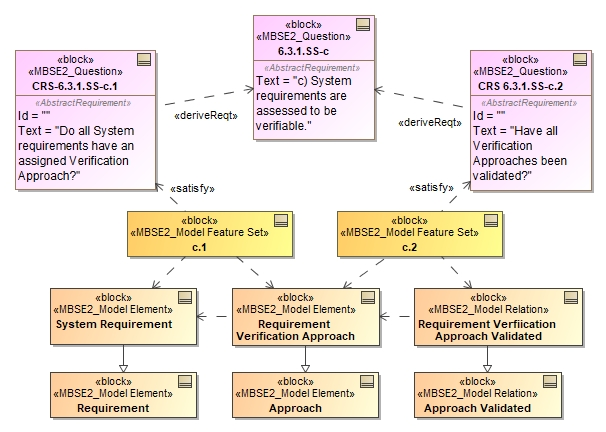 «block»
«MBSE2_Question»
CRS-6.3.1.SS-c.1
«AbstractRequirement»
Id = ""
Text = "Do all System
requirements have an
assigned Verification
Approach?"
«block»
«MBSE2_Question»
6.3.1.SS-c
«AbstractRequirement»
Text = "c) System
requirements are
assessed to be
verifiable."
«block»
«MBSE2_Question»
CRS 6.3.1.SS-c.2
«AbstractRequirement»
Id = ""
Text = "Have all
Verification
Approaches been
validated?"
«deriveReqt»
«deriveReqt»
«satisfy»
«satisfy»
«block»
«MBSE2_Model Feature Set»
c.1
«block»
«MBSE2_Model Feature Set»
c.2
«block»
«MBSE2_Model Element»
System Requirement
«block»
«MBSE2_Model Element»
Requirement
Verification Approach
«block»
«MBSE2_Model Relation»
Requirement Verfiication
Approach Validated
«block»
«MBSE2_Model Element»
Requirement
«block»
«MBSE2_Model Element»
Approach
«block»
«MBSE2_Model Relation»
Approach Validated